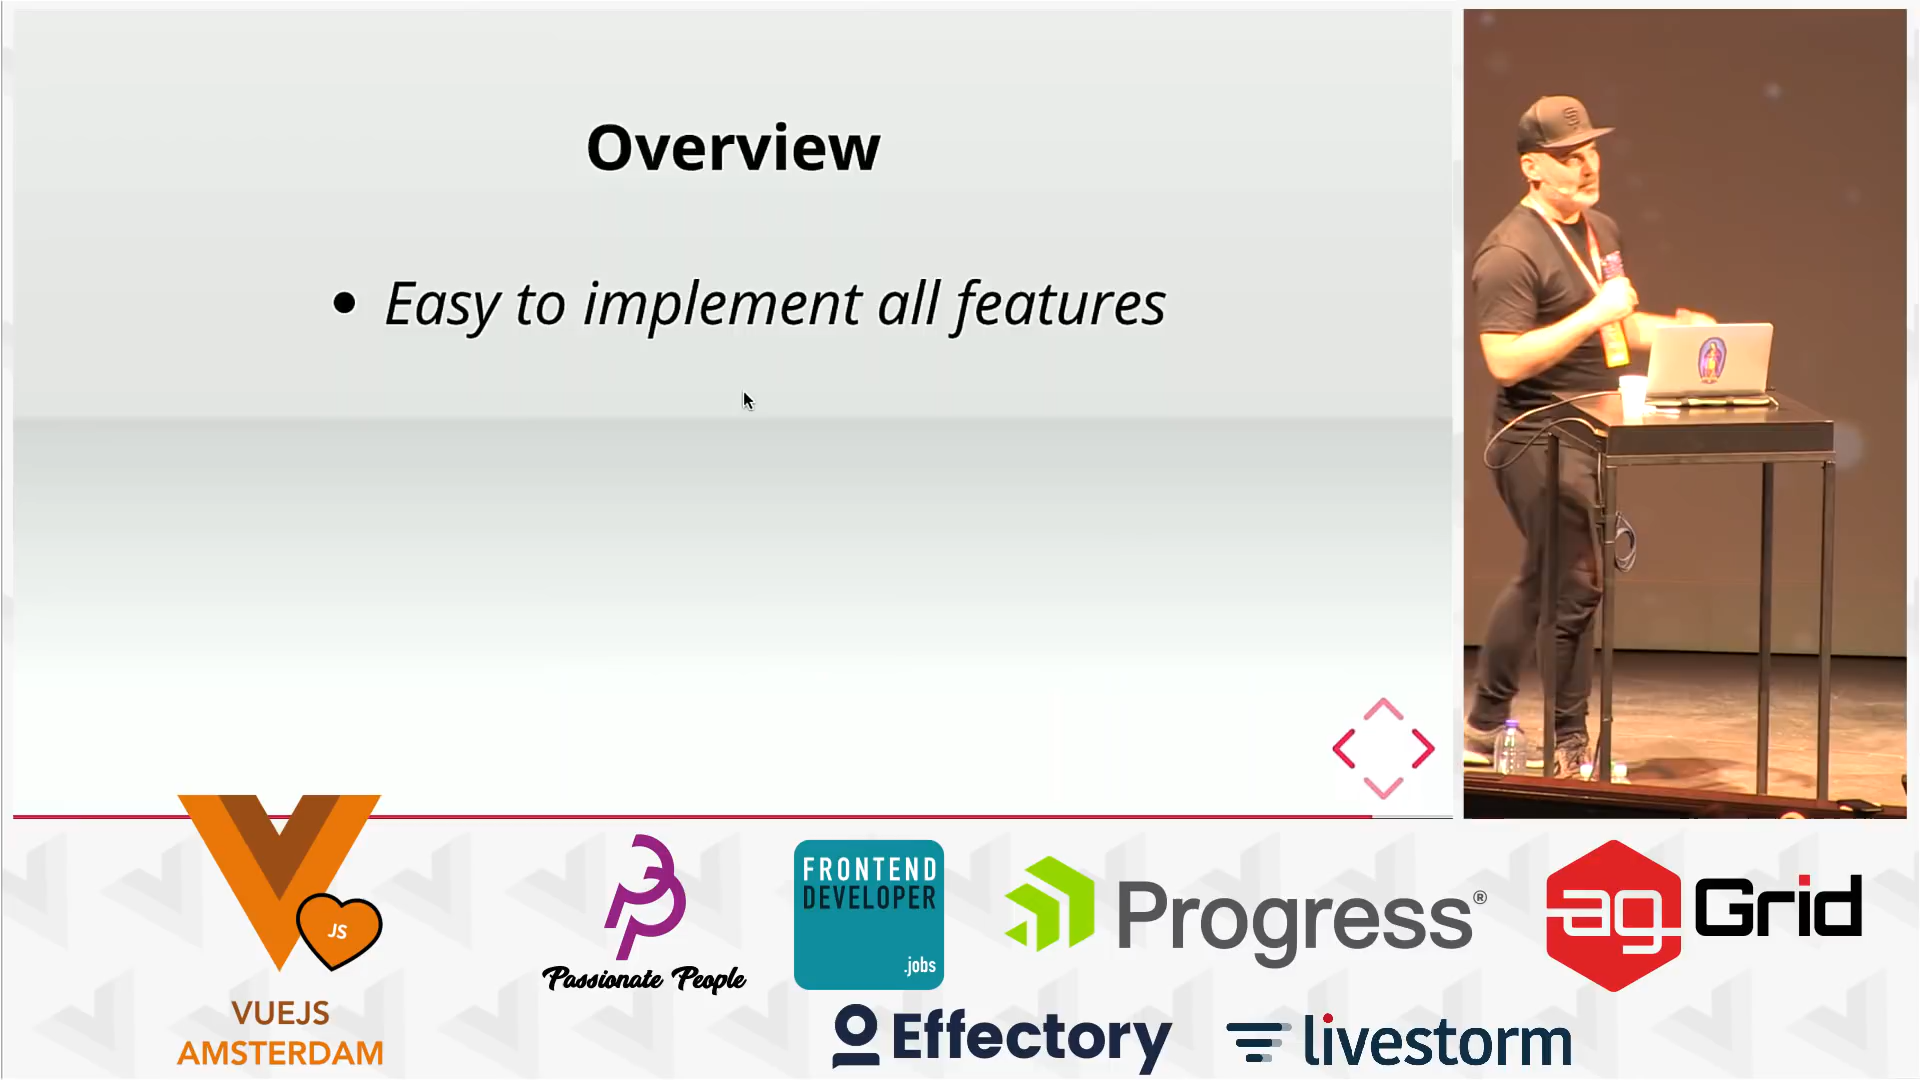 Overview
• Easy to implement all features
JS
VUEJS
AMSTERDAM
Passionate People
FRONTEND
DEVELOPER
.jobs
Progress®
ag Grid
Effectory
livestorm